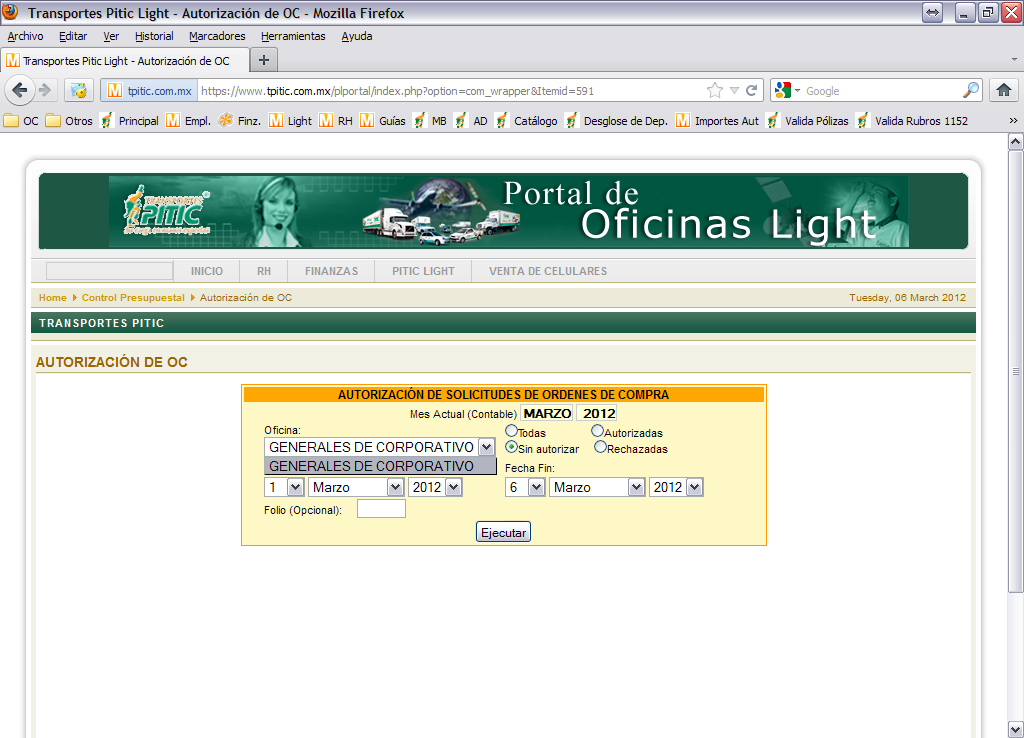 Transportes Pitic Light - Autorización de OC - Mozilla Firefox
Archivo Editar Ver Historial Marcadores Herramientas Ayuda
Transportes Pitic Light - Autorización de OC
tpitic.com.mx https://www.tpitic.com.mx/plportal/index.php?option=com_wrapper&Itemid=591 Google
OC Otros Principal Empl. Finz. Light RH Guías MB AD Catálogo Desglose de Dep. Importes Aut Valida Pólizas Valida Rubros 1152 »
TRANSPORTES
PITIC
Portal de
Oficinas Light
INICIO RH FINANZAS PITIC LIGHT VENTA DE CELULARES
Home Control Presupuestal Autorización de OC Tuesday, 06 March 2012
TRANSPORTES PITIC
AUTORIZACIÓN DE OC
AUTORIZACIÓN DE SOLICITUDES DE ORDENES DE COMPRA
Mes Actual (Contable) MARZO 2012
Oficina: Todas Autorizadas
GENERALES DE CORPORATIVO Sin autorizar Rechazadas
GENERALES DE CORPORATIVO Fecha Fin:
1 Marzo 2012 6 Marzo 2012
Folio (Opcional):
Ejecutar